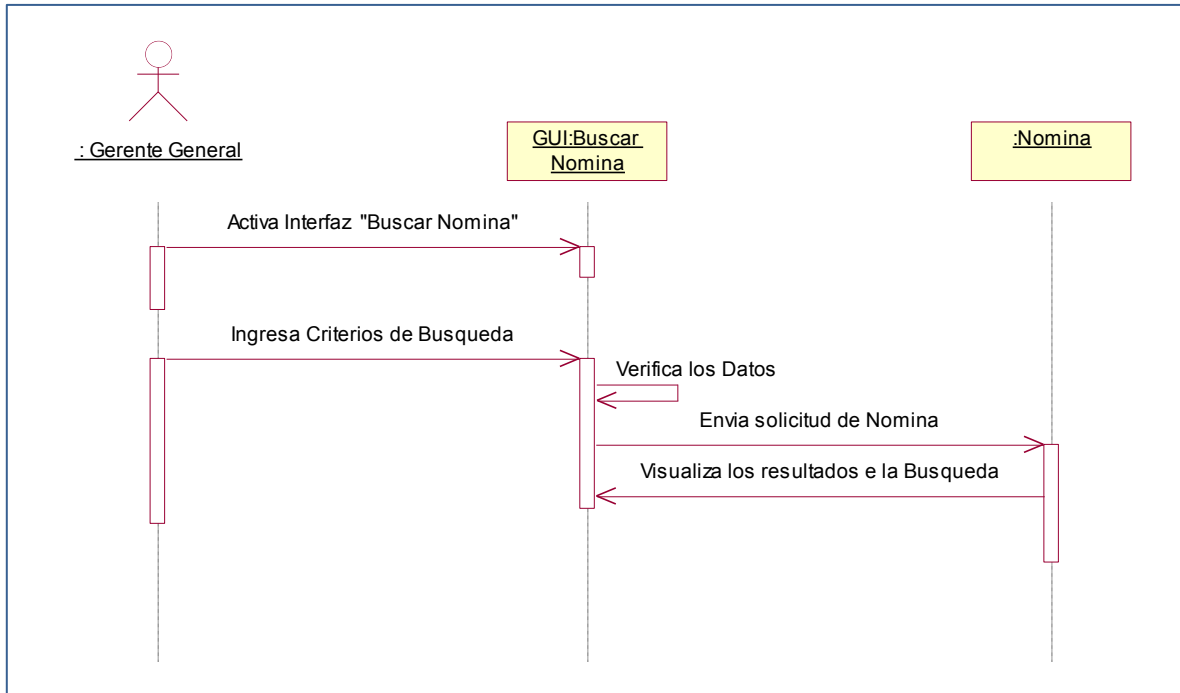 : Gerente General
GUI:Buscar
Nomina
:Nomina
Activa Interfaz "Buscar Nomina"
Ingresa Criterios de Busqueda
Verifica los Datos
Envia solicitud de Nomina
Visualiza los resultados e la Busqueda